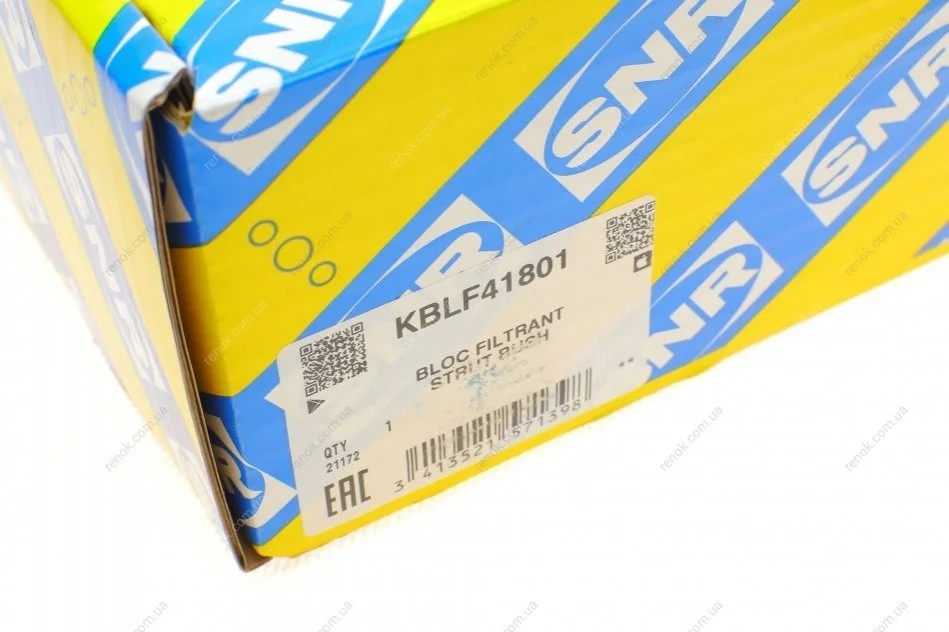 SNR
SNR
SNR
SNR
KBLF41801
BLOC FILTRANT
STRUT BUSH
QTY 1
21172
EAC
3 413521 571398
**
renok.com.ua